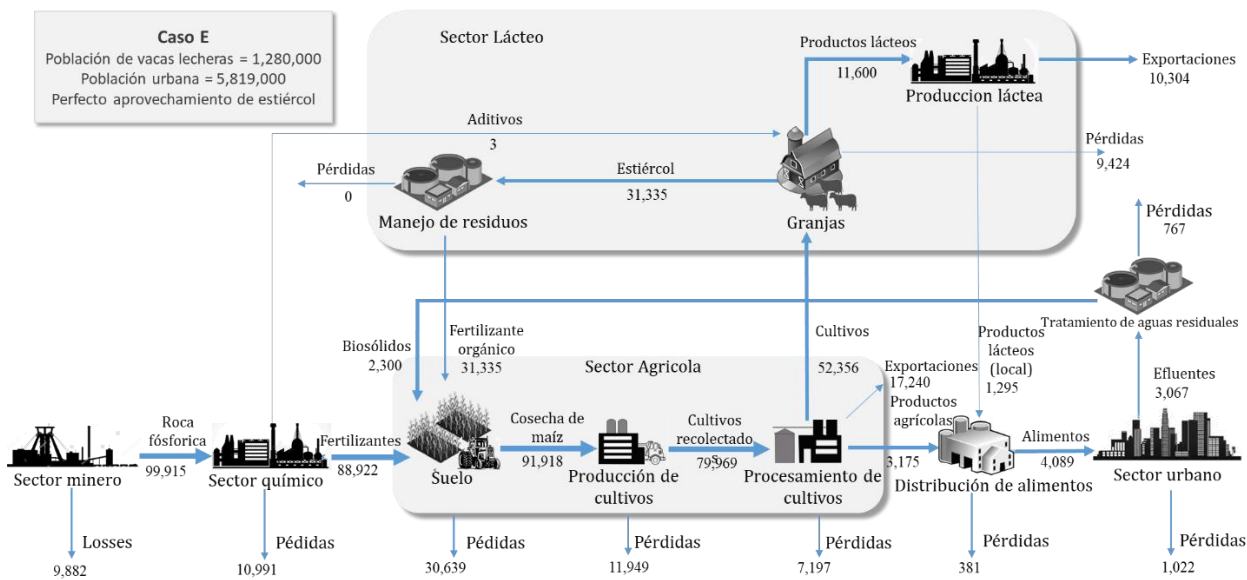 Caso E
Población de vacas lecheras = 1,280,000
Población urbana = 5,819,000
Perfecto aprovechamiento de estiércol
Sector Lácteo
Productos lácteos
11,600
Produccion láctea
Exportaciones
10,304
Aditivos
3
Pérdidas
0
Manejo de residuos
Estiércol
31,335
Granjas
Pérdidas
9,424
Pérdidas
767
Tratamiento de aguas residuales
Biosólidos
2,300
Fertilizante
orgánico
31,335
Sector Agricola
Cultivos
52,356
Productos
lácteos
(local)
1,295
Exportaciones
17,240
Productos
agrícolas
3,175
Efluentes
3,067
Sector minero
Roca
fósforica
99,915
Sector químico
Fertilizantes
88,922
Suelo
Cosecha de
maíz
91,918
Producción de
cultivos
Cultivos
recolectado
s
79,969
Procesamiento de
cultivos
Distribución de alimentos
Alimentos
4,089
Sector urbano
Losses
9,882
Pédidas
10,991
Pédidas
30,639
Pérdidas
11,949
Pérdidas
7,197
Pérdidas
381
Pérdidas
1,022